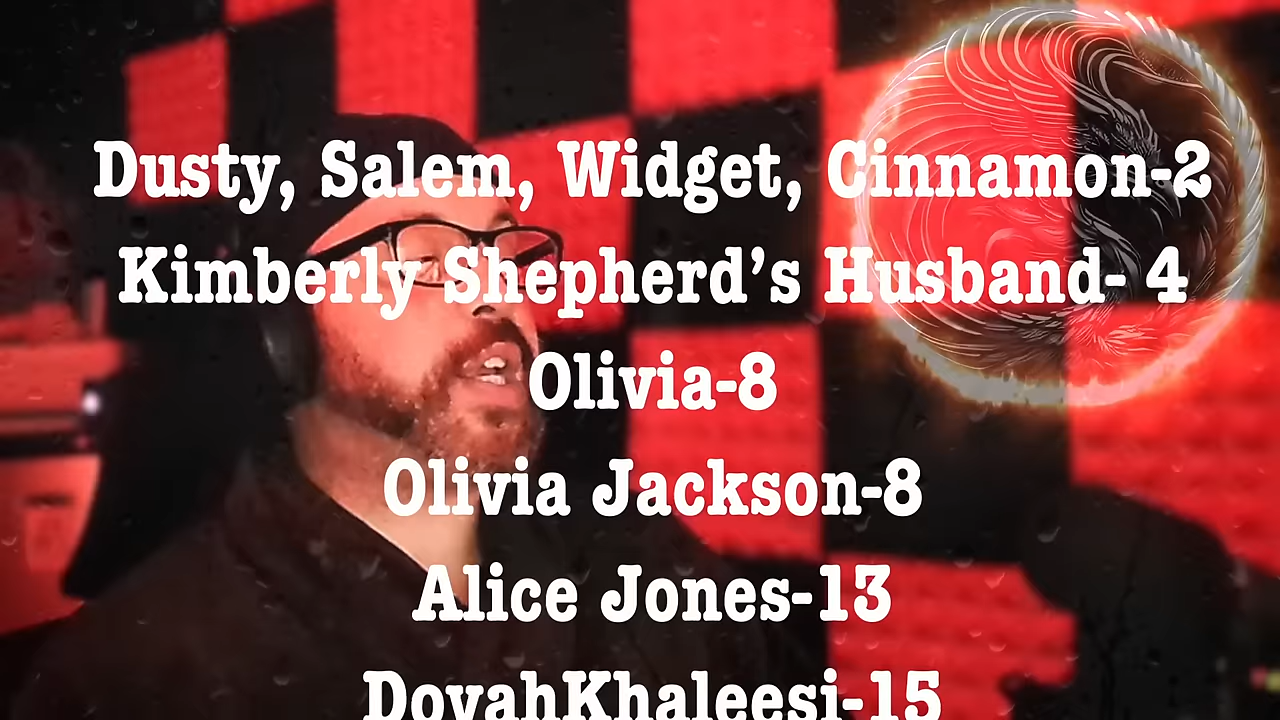 Dusty, Salem, Widget, Cinnamon-2
Kimberly Shepherd’s Husband- 4
Olivia-8
Olivia Jackson-8
Alice Jones-13
DovahKhaleesi-15